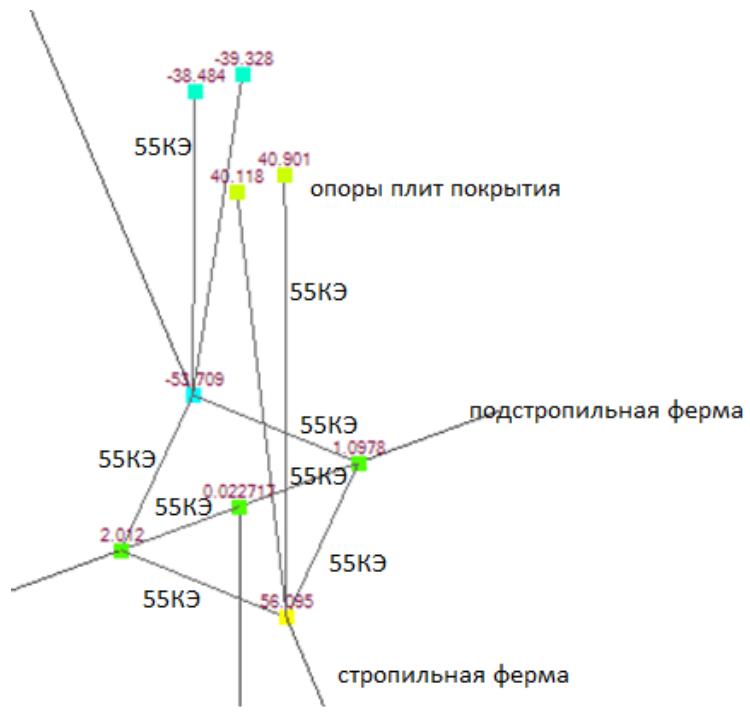 -39.328
-38.484
55КЭ
40.901
40.118
опоры плит покрытия
55КЭ
-53.709
подстропильная ферма
55КЭ
1.0978
55КЭ
55КЭ
0.022717
55КЭ
2.012
55КЭ
55КЭ
56.095
стропильная ферма